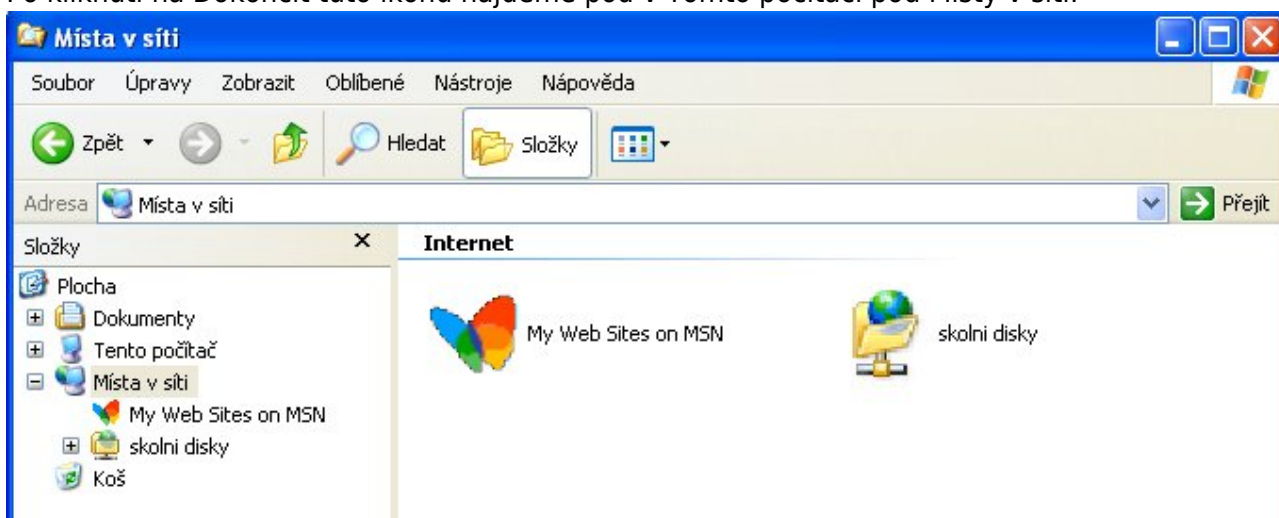 Po kliknutí na Dokončit tuto ikonu najdeme pod v Tomto počítači pod Místy v síti.
Místa v síti
Soubor Úpravy Zobrazit Oblíbené Nástroje Nápověda
Zpět Hledat Složky
Adresa Místa v síti Přejít
Složky
Internet
Plocha
Dokumenty
Tento počítač
Místa v síti
My Web Sites on MSN
skolni disky
Koš
My Web Sites on MSN skolni disky